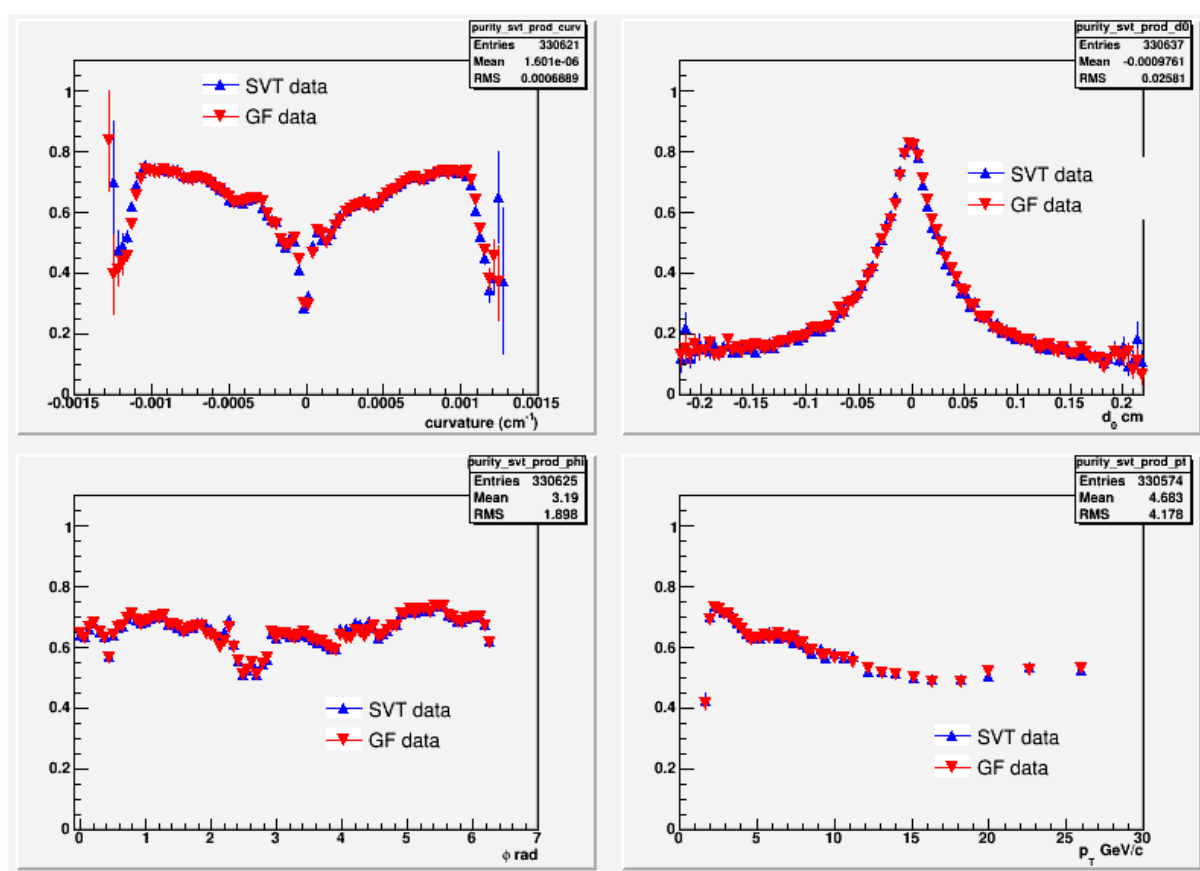 purity_svt_prod_curv
Entries 330621
Mean 1.601e-06
RMS 0.0006889
SVT data
GF data
1
0.8
0.6
0.4
0.2
0
-0.0015 -0.001 -0.0005 0 0.0005 0.001 0.0015
curvature (cm⁻¹)
purity_svt_prod_d0
Entries 330637
Mean -0.0009761
RMS 0.02581
SVT data
GF data
1
0.8
0.6
0.4
0.2
0
-0.2 -0.15 -0.1 -0.05 0 0.05 0.1 0.15 0.2
d₀ cm
purity_svt_prod_phi
Entries 330625
Mean 3.19
RMS 1.898
1
0.8
0.6
0.4
0.2
0
SVT data
GF data
0 1 2 3 4 5 6 7
ϕ rad
purity_svt_prod_pt
Entries 330574
Mean 4.683
RMS 4.178
1
0.8
0.6
0.4
0.2
0
SVT data
GF data
0 5 10 15 20 25 30
p_T GeV/c